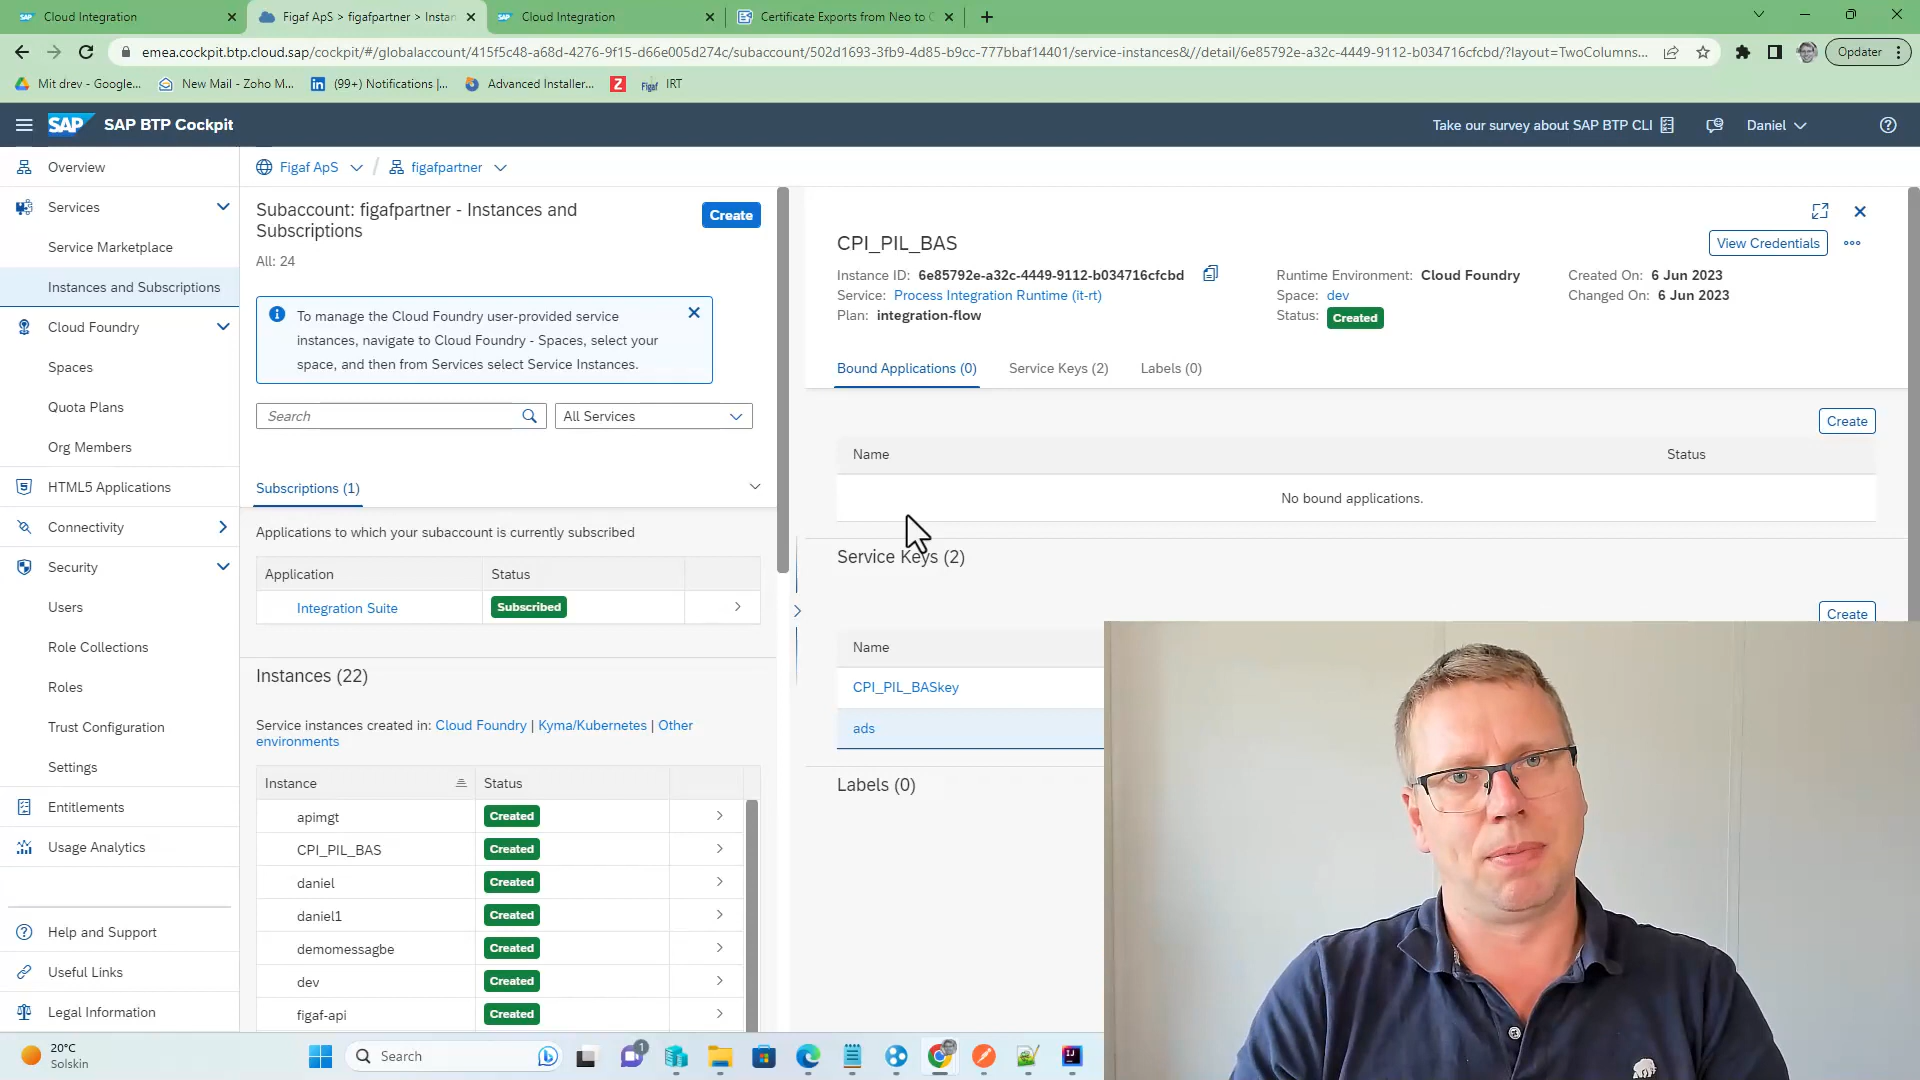 Cloud Integration
Figaf ApS > figafpartner > Instan
Cloud Integration
Certificate Exports from Neo to C
emea.cockpit.btp.cloud.sap/cockpit/#/globalaccount/415f5c48-a68d-4276-9f15-d66e005d274c/subaccount/502d1693-3fb9-4d85-b9cc-777bbaf14401/service-instances&//detail/6e85792e-a32c-4449-9112-b034716cfcbd/?layout=TwoColumns...
Opdater
Mit drev - Google...
New Mail - Zoho M...
(99+) Notifications |...
Advanced Installer...
Z
Figaf
IRT
SAP
SAP BTP Cockpit
Take our survey about SAP BTP CLI
Daniel
Overview
Services
Service Marketplace
Instances and Subscriptions
Cloud Foundry
Spaces
Quota Plans
Org Members
HTML5 Applications
Connectivity
Security
Users
Role Collections
Roles
Trust Configuration
Settings
Entitlements
Usage Analytics
Help and Support
Useful Links
Legal Information
Figaf ApS / figafpartner
Subaccount: figafpartner - Instances and
Subscriptions
Create
All: 24
To manage the Cloud Foundry user-provided service
instances, navigate to Cloud Foundry - Spaces, select your
space, and then from Services select Service Instances.
Search
All Services
Subscriptions (1)
Applications to which your subaccount is currently subscribed
Application Status
Integration Suite Subscribed
Instances (22)
Service instances created in: Cloud Foundry | Kyma/Kubernetes | Other
environments
Instance Status
apimgt Created
CPI_PIL_BAS Created
daniel Created
daniel1 Created
demomessagbe Created
dev Created
figaf-api Created
CPI_PIL_BAS
View Credentials
Instance ID: 6e85792e-a32c-4449-9112-b034716cfcbd
Service: Process Integration Runtime (it-rt)
Plan: integration-flow
Runtime Environment: Cloud Foundry
Space: dev
Status: Created
Created On: 6 Jun 2023
Changed On: 6 Jun 2023
Bound Applications (0)
Service Keys (2)
Labels (0)
Create
Name Status
No bound applications.
Service Keys (2)
Create
Name
CPI_PIL_BASkey
ads
Labels (0)
20°C
Solskin
Search
1